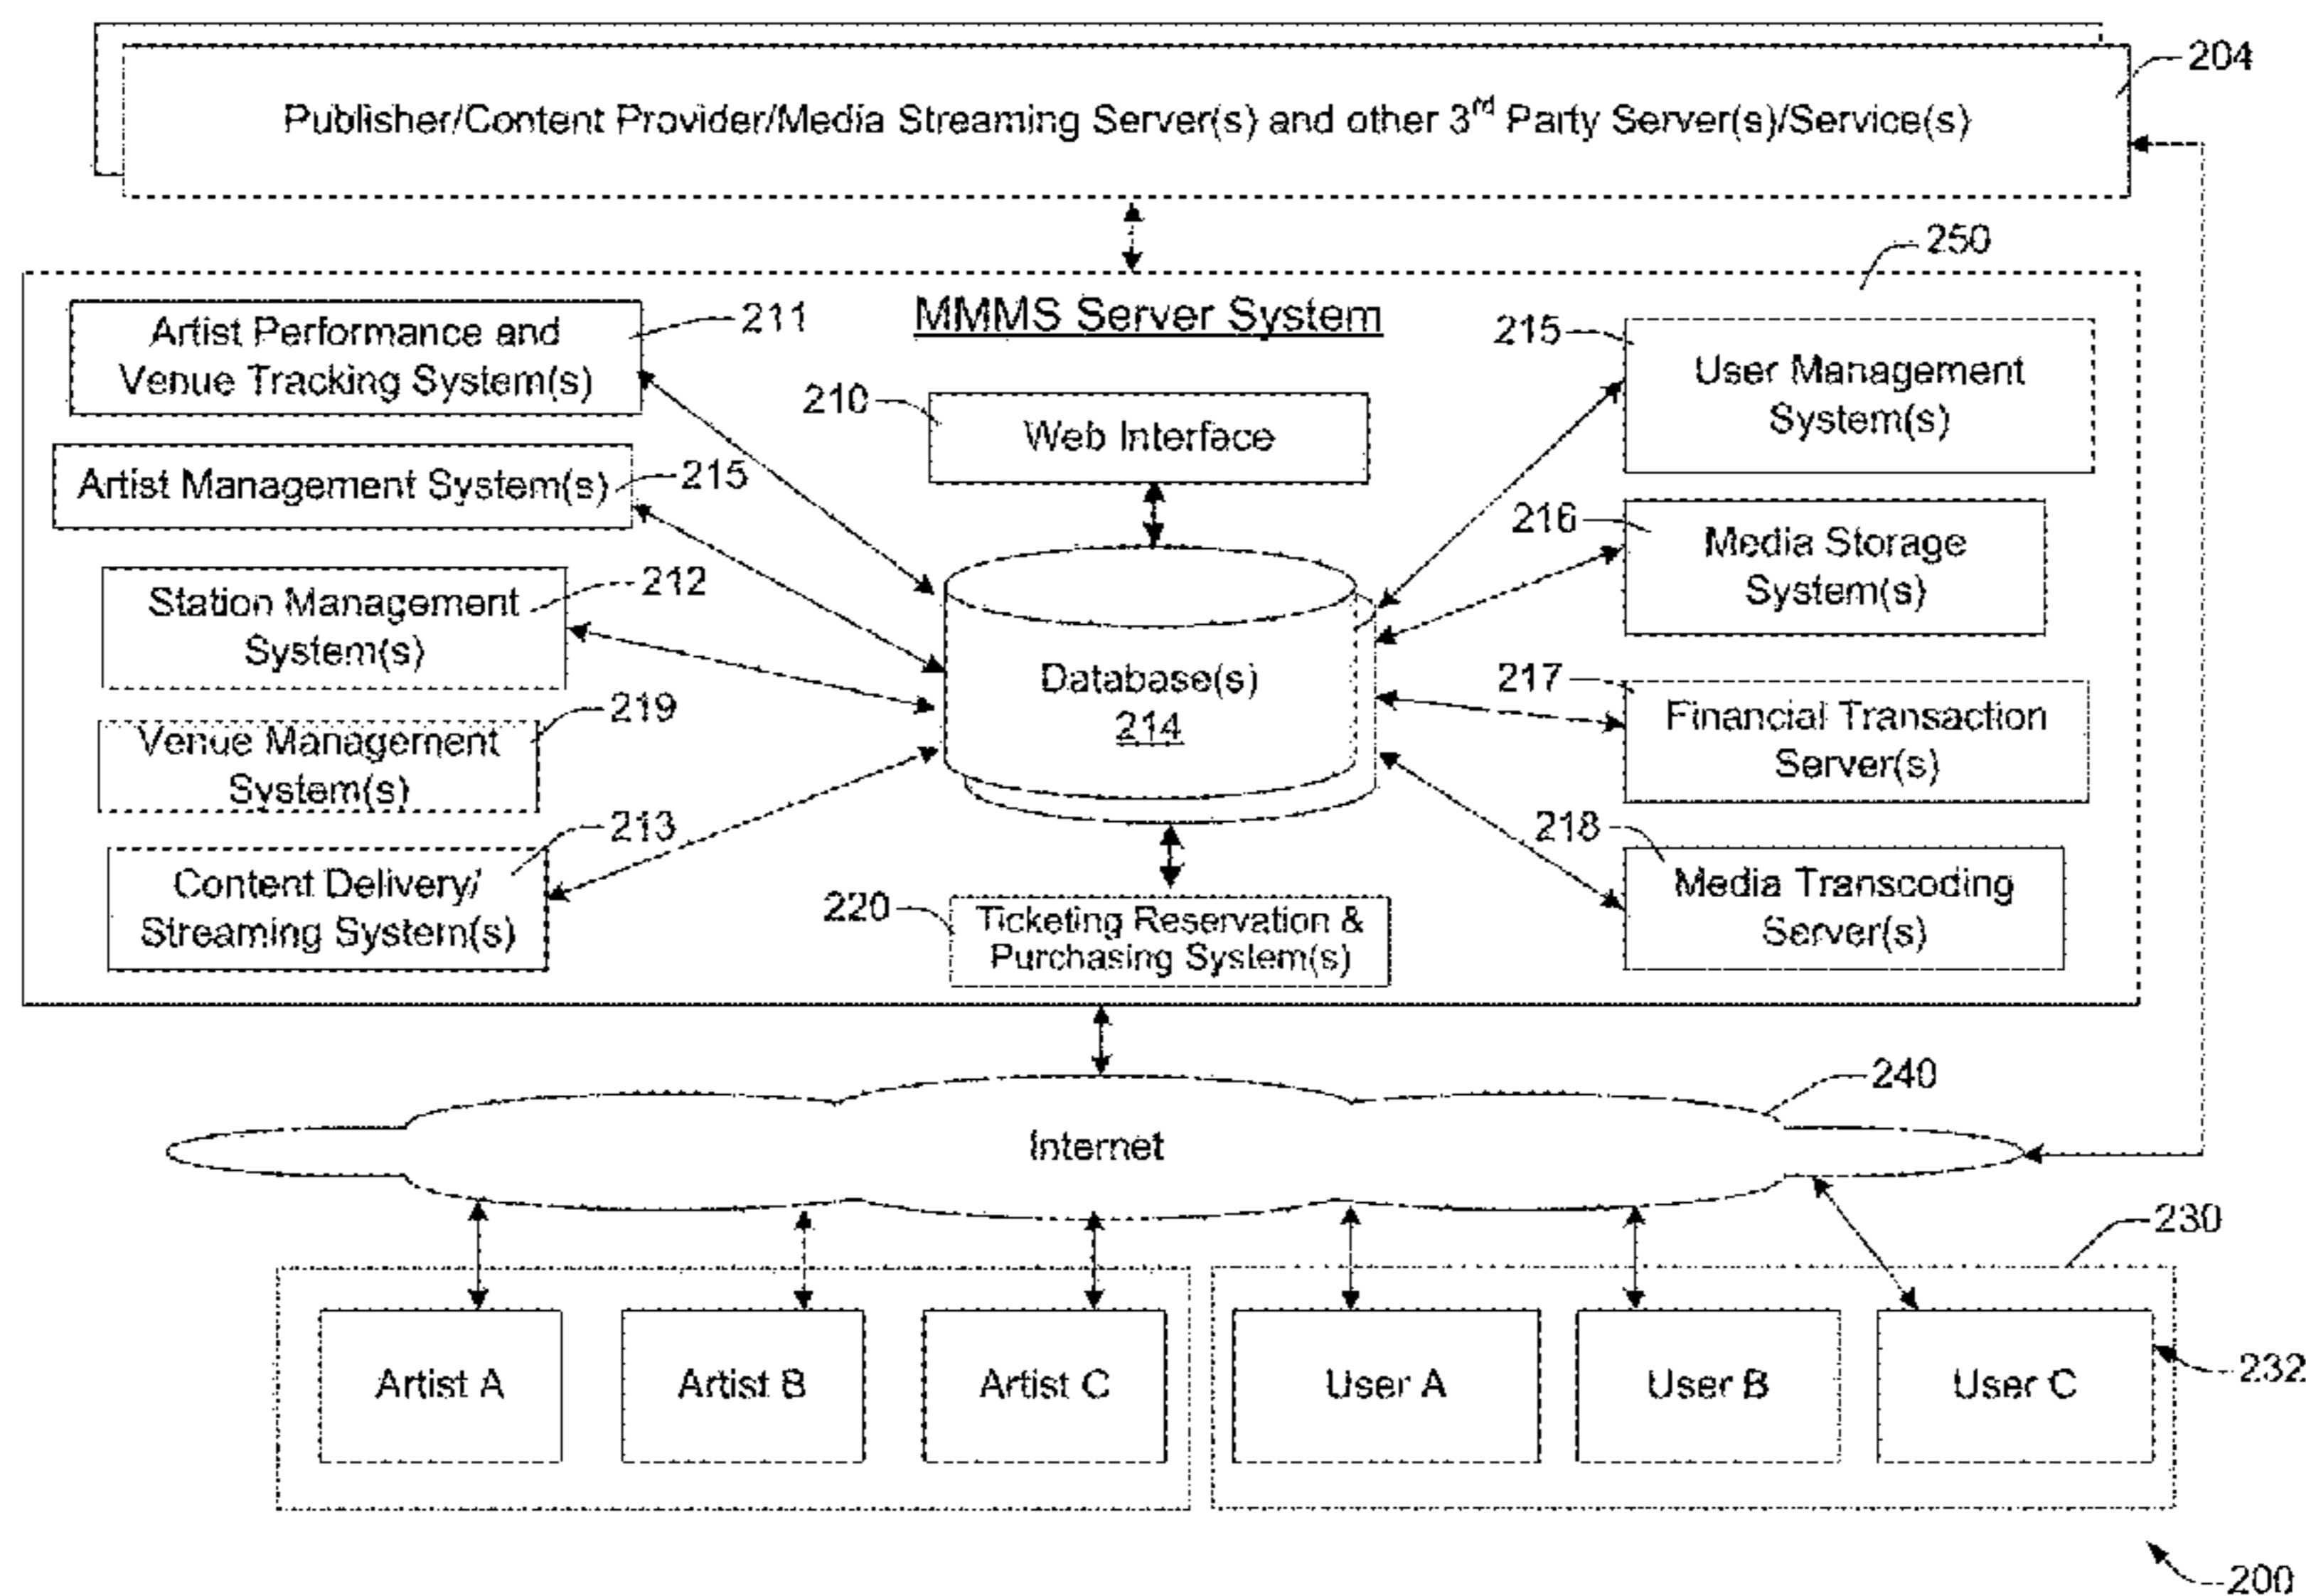 204
Publisher/Content Provider/Media Streaming Server(s) and other 3rd Party Server(s)/Service(s)
250
MMMS Server System
Artist Performance and
Venue Tracking System(s)
211
Artist Management System(s)
215
Station Management
System(s)
212
Venue Management
System(s)
219
Content Delivery/
Streaming System(s)
213
210
Web Interface
Database(s)
214
220
Ticketing Reservation &
Purchasing System(s)
215
User Management
System(s)
216
Media Storage
System(s)
217
Financial Transaction
Server(s)
218
Media Transcoding
Server(s)
240
Internet
230
Artist A
Artist B
Artist C
User A
User B
User C
232
200